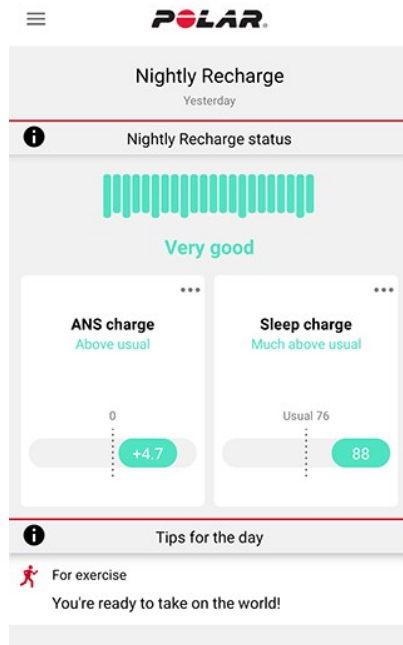 POLAR.
Nightly Recharge
Yesterday
Nightly Recharge status
Very good
ANS charge
Above usual
0
+4.7
Sleep charge
Much above usual
Usual 76
88
Tips for the day
For exercise
You're ready to take on the world!